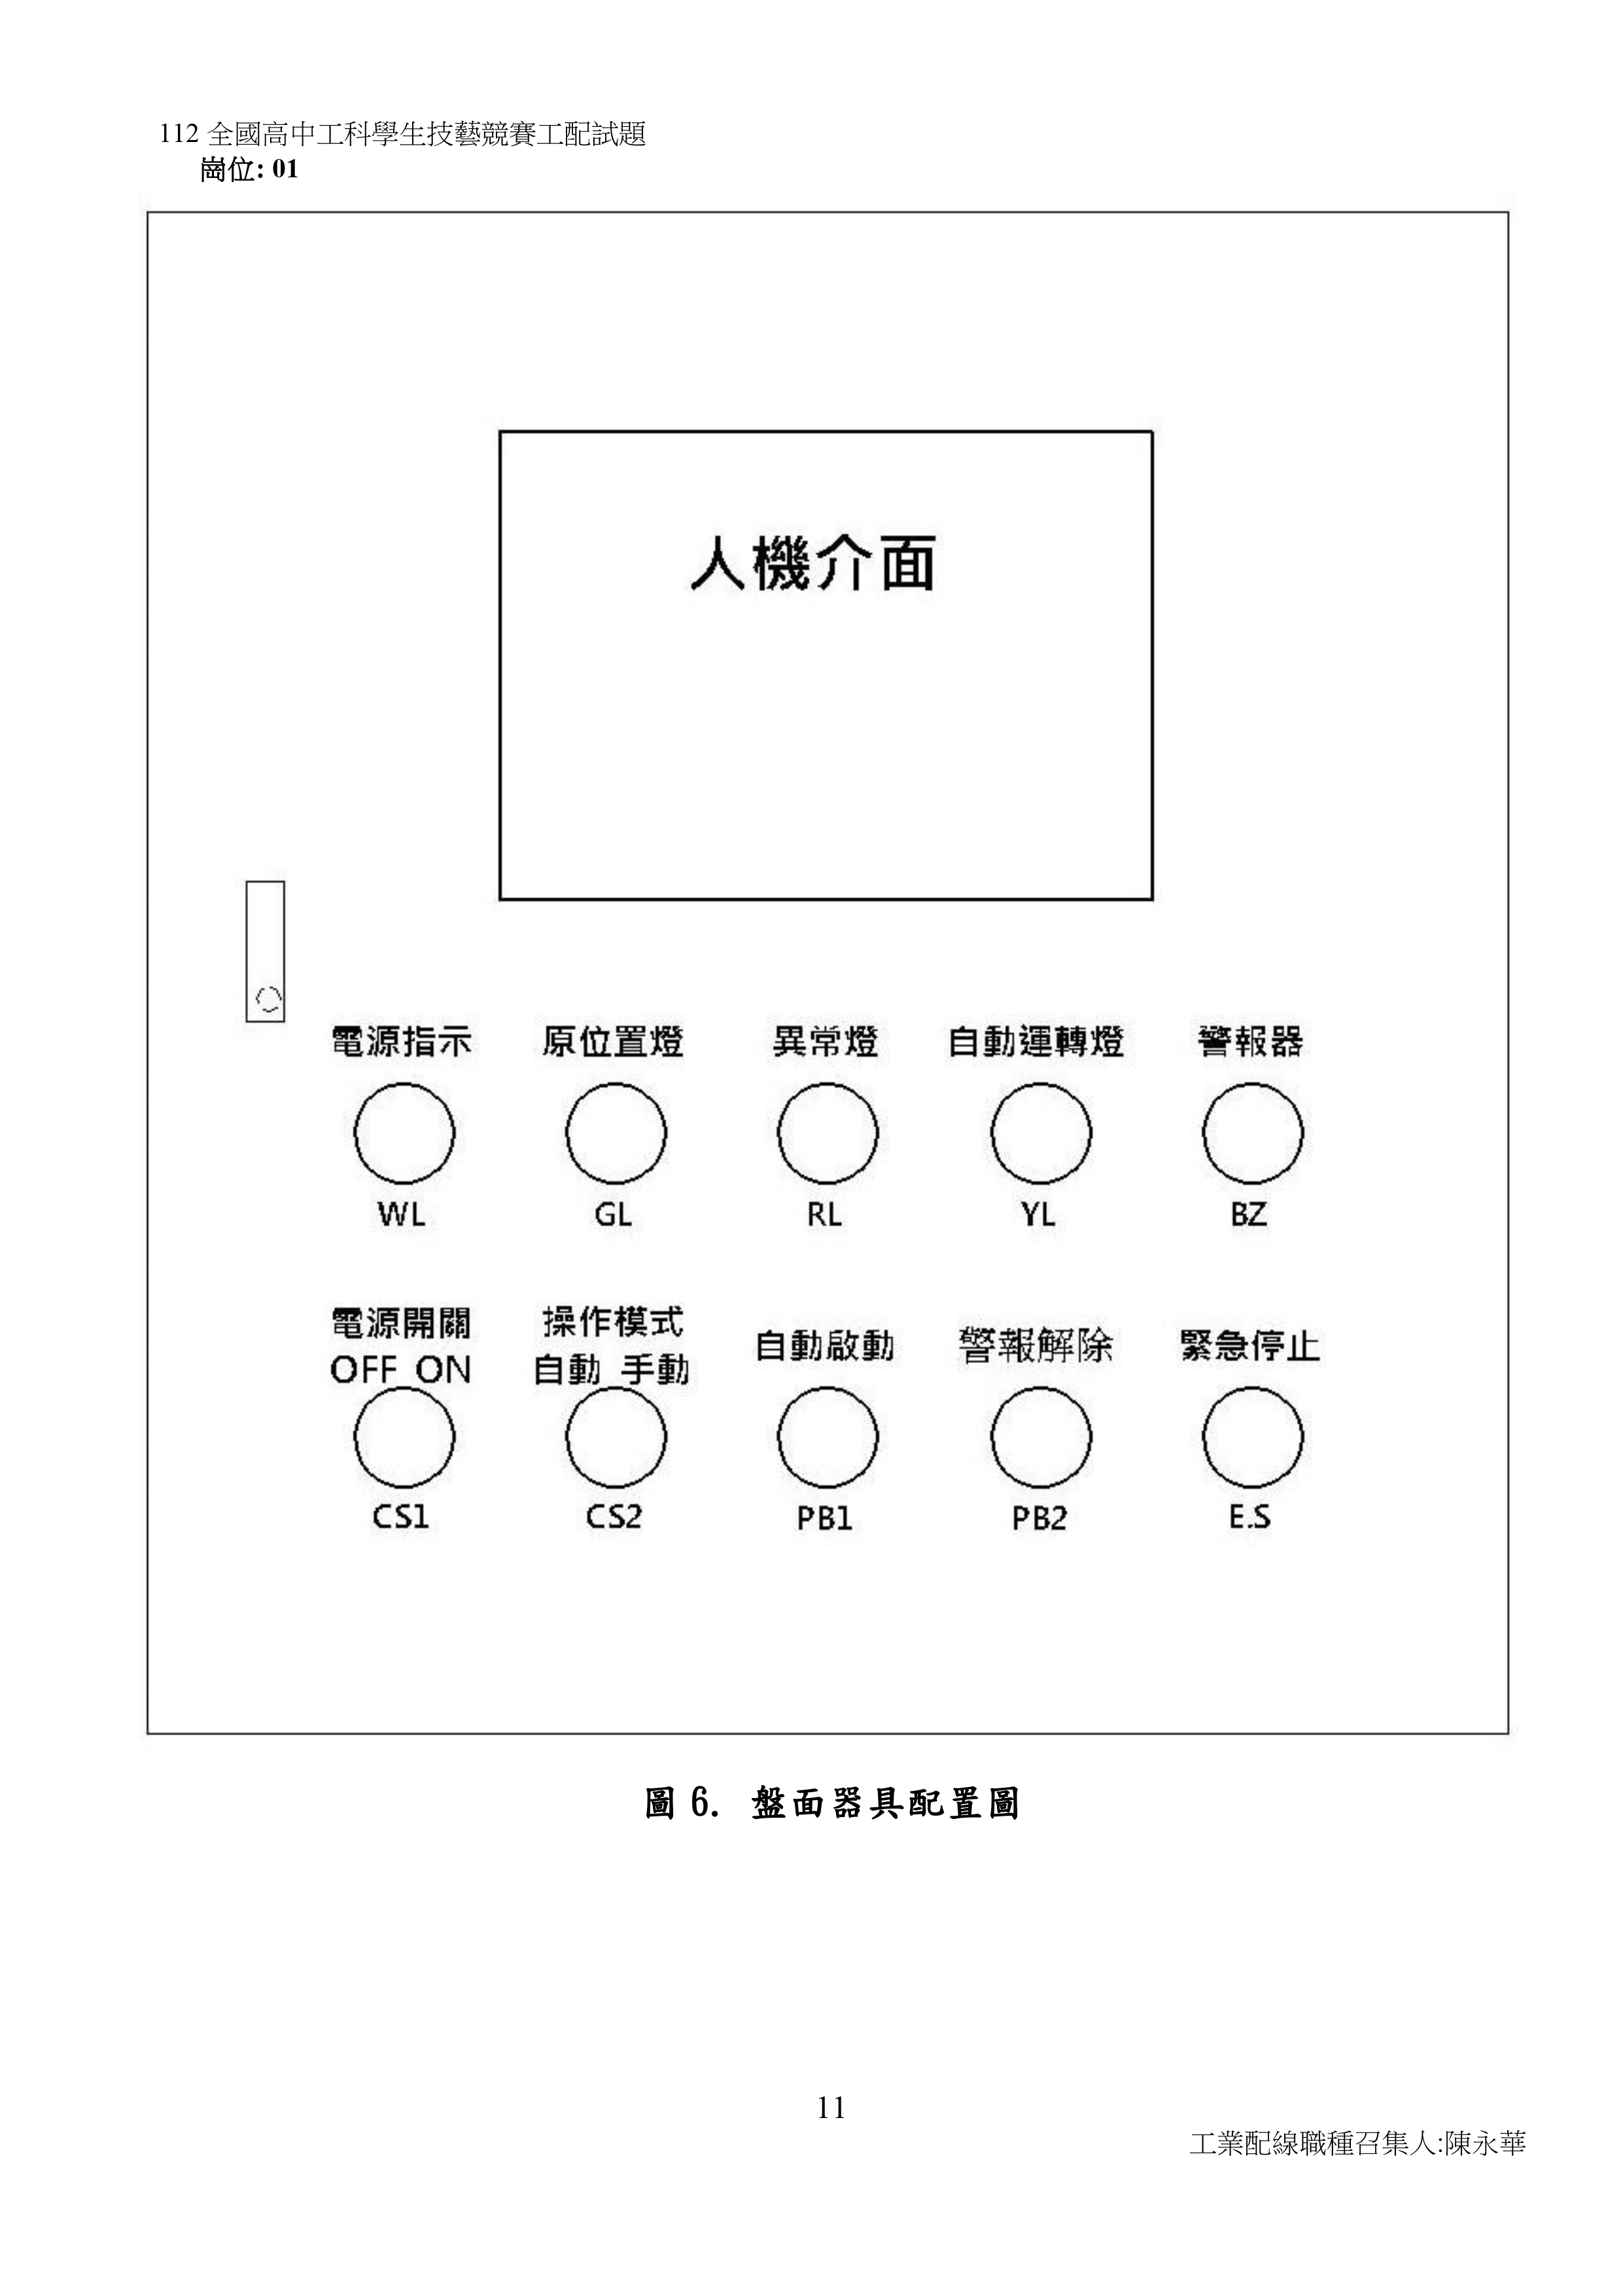 112 全國高中工科學生技藝競賽工配試題
崗位: 01
人機介面
電源指示 原位置燈 異常燈 自動運轉燈 警報器
WL GL RL YL BZ
電源開關 操作模式
OFF ON 自動 手動 自動啟動 警報解除 緊急停止
CS1 CS2 PB1 PB2 E.S
圖 6. 盤面器具配置圖
11
工業配線職種召集人:陳永華